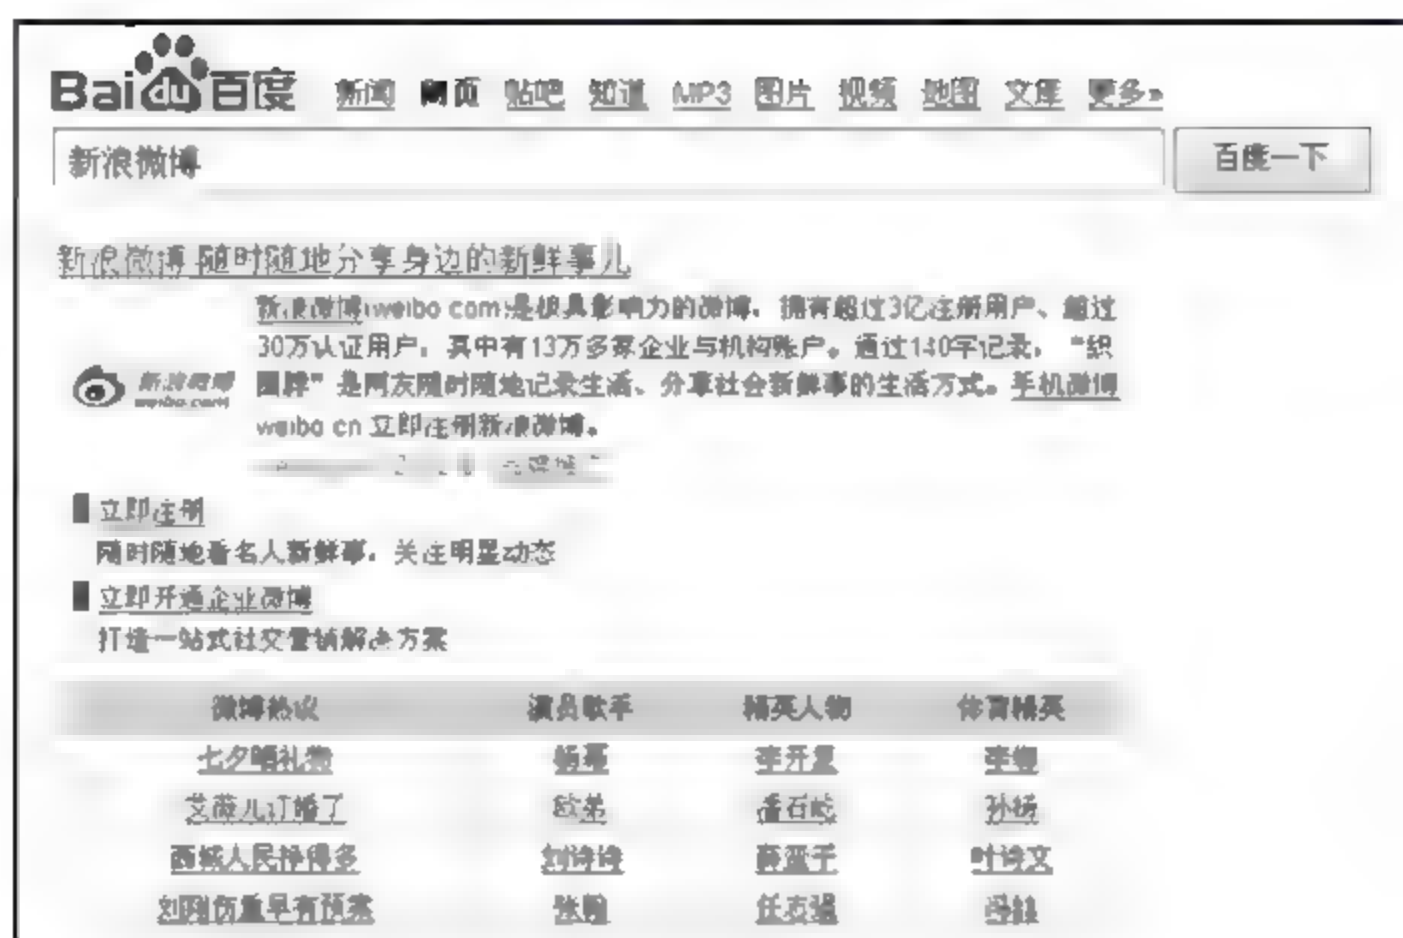 Baidu百度 新闻 网页 贴吧 知道 MP3 图片 视频 地图 文库 更多»
新浪微博 百度一下
新浪微博 随时随地分享身边的新鲜事儿
新浪微博(weibo com)是极具影响力的微博，拥有超过3亿注册用户、超过
30万认证用户，其中有13万多家企业与机构账户。通过140字记录，“织
围脖”是网友随时随地记录生活、分享社会新鲜事的生活方式。手机微博
weibo cn 立即注册新浪微博。
新浪微博
weibo.com
立即注册
随时随地看名人新鲜事，关注明星动态
立即开通企业微博
打造一站式社交营销解决方案
微博热议 演员歌手 精英人物 体育精英
七夕晒礼物 杨幂 李开复 李娜
艾薇儿订婚了 欧弟 潘石屹 孙杨
西城人民挣得多 刘诗诗 薛蛮子 叶诗文
刘翔伤重早有预案 张翰 任志强